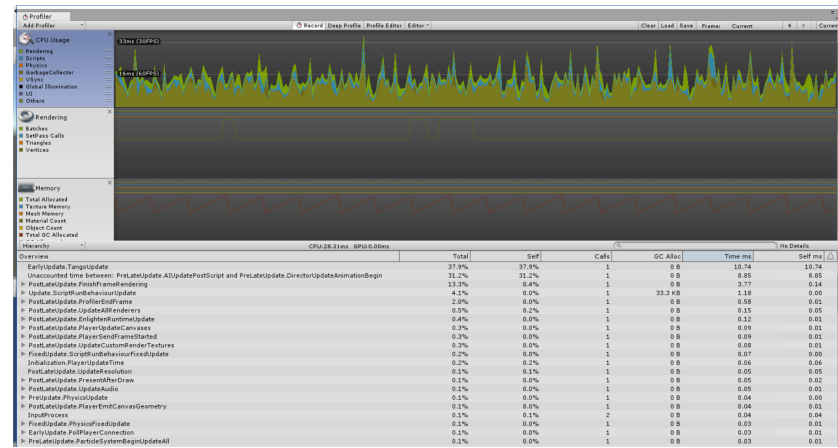 Profiler
Add Profiler Record Deep Profile Profile Editor Editor Clear Load Save Frame: Current Curren
CPU Usage
Rendering
Scripts
Physics
GarbageCollector
VSync
Global Illumination
UI
Others
33ms (30FPS)
16ms (60FPS)
Rendering
Batches
SetPass Calls
Triangles
Vertices
Memory
Total Allocated
Texture Memory
Mesh Memory
Material Count
Object Count
Total GC Allocated
Hierarchy CPU:28.31ms GPU:0.00ms No Details
Overview Total Self Calls GC Alloc Time ms Self ms
EarlyUpdate.TangoUpdate 37.9% 37.9% 1 0 B 10.74 10.74
Unaccounted time between: PreLateUpdate.AIUpdatePostScript and PreLateUpdate.DirectorUpdateAnimationBegin 31.2% 31.2% 1 0 B 8.85 8.85
PostLateUpdate.FinishFrameRendering 13.3% 0.4% 1 0 B 3.77 0.14
Update.ScriptRunBehaviourUpdate 4.1% 0.0% 1 33.3 KB 1.18 0.00
PostLateUpdate.ProfilerEndFrame 2.0% 0.0% 1 0 B 0.58 0.01
PostLateUpdate.UpdateAllRenderers 0.5% 0.2% 1 0 B 0.15 0.05
PostLateUpdate.EnlightenRuntimeUpdate 0.4% 0.0% 1 0 B 0.12 0.01
PostLateUpdate.PlayerUpdateCanvases 0.3% 0.0% 1 0 B 0.09 0.01
PostLateUpdate.PlayerSendFrameStarted 0.3% 0.0% 1 0 B 0.09 0.01
PostLateUpdate.UpdateCustomRenderTextures 0.3% 0.0% 1 0 B 0.08 0.01
FixedUpdate.ScriptRunBehaviourFixedUpdate 0.2% 0.0% 1 0 B 0.07 0.00
Initialization.PlayerUpdateTime 0.2% 0.2% 1 0 B 0.06 0.06
PostLateUpdate.UpdateResolution 0.1% 0.1% 1 0 B 0.05 0.05
PostLateUpdate.PresentAfterDraw 0.1% 0.1% 1 0 B 0.05 0.02
PostLateUpdate.UpdateAudio 0.1% 0.0% 1 0 B 0.05 0.01
PreUpdate.PhysicsUpdate 0.1% 0.0% 1 0 B 0.04 0.00
PostLateUpdate.PlayerEmitCanvasGeometry 0.1% 0.0% 1 0 B 0.04 0.01
InputProcess 0.1% 0.1% 2 0 B 0.04 0.04
FixedUpdate.PhysicsFixedUpdate 0.1% 0.0% 1 0 B 0.03 0.01
EarlyUpdate.PollPlayerConnection 0.1% 0.0% 1 0 B 0.03 0.01
PreLateUpdate.ParticleSystemBeginUpdateAll 0.1% 0.1% 1 0 B 0.03 0.03